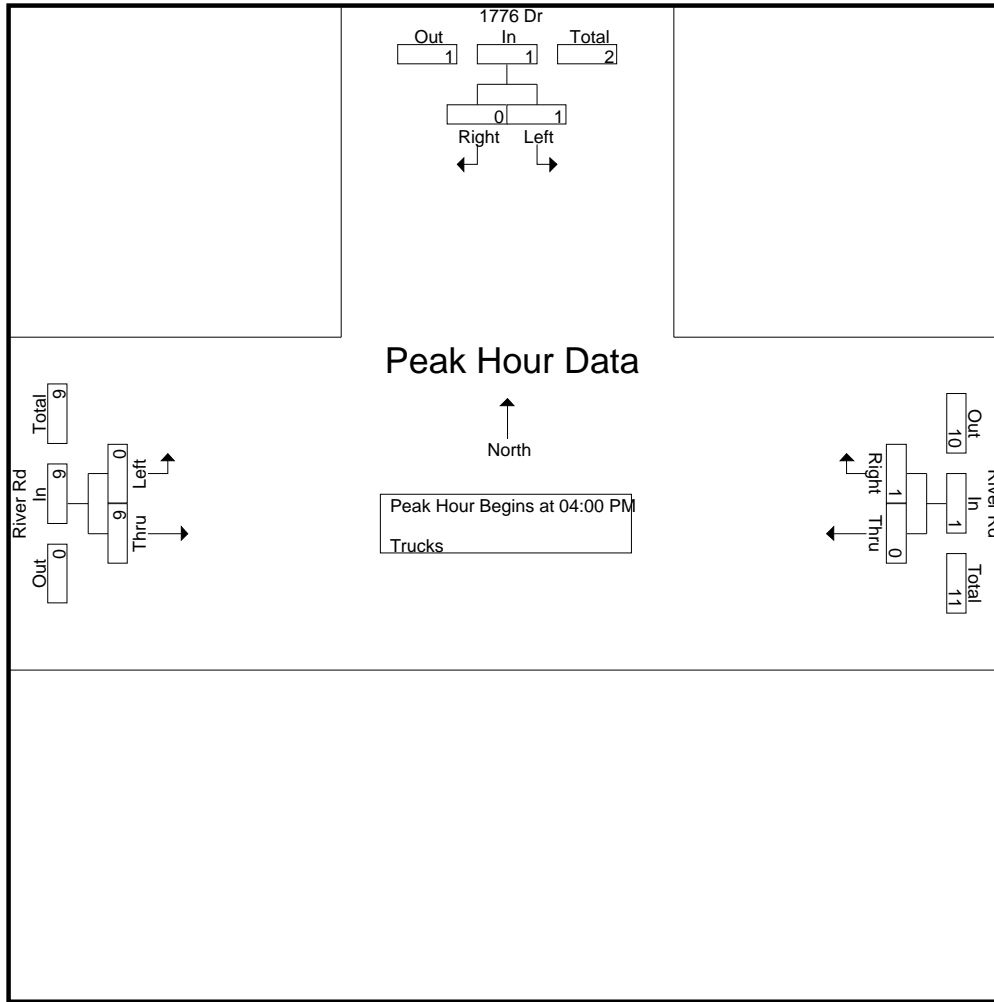 1776 Dr
Out In Total
1 1 2
0 1
Right Left
Peak Hour Data
North
Peak Hour Begins at 04:00 PM
Trucks
River Rd
Total In Out
9 9 0
0 9
Left Thru
River Rd
Out In Total
10 1 11
1 0
Right Thru